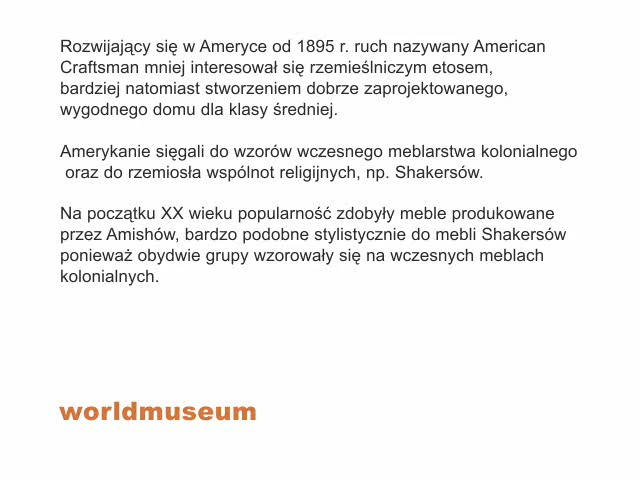 Rozwijający się w Ameryce od 1895 r. ruch nazywany American
Craftsman mniej interesował się rzemieślniczym etosem,
bardziej natomiast stworzeniem dobrze zaprojektowanego,
wygodnego domu dla klasy średniej.
Amerykanie sięgali do wzorów wczesnego meblarstwa kolonialnego
oraz do rzemiosła wspólnot religijnych, np. Shakersów.
Na początku XX wieku popularność zdobyły meble produkowane
przez Amishów, bardzo podobne stylistycznie do mebli Shakersów
ponieważ obydwie grupy wzorowały się na wczesnych meblach
kolonialnych.
worldmuseum